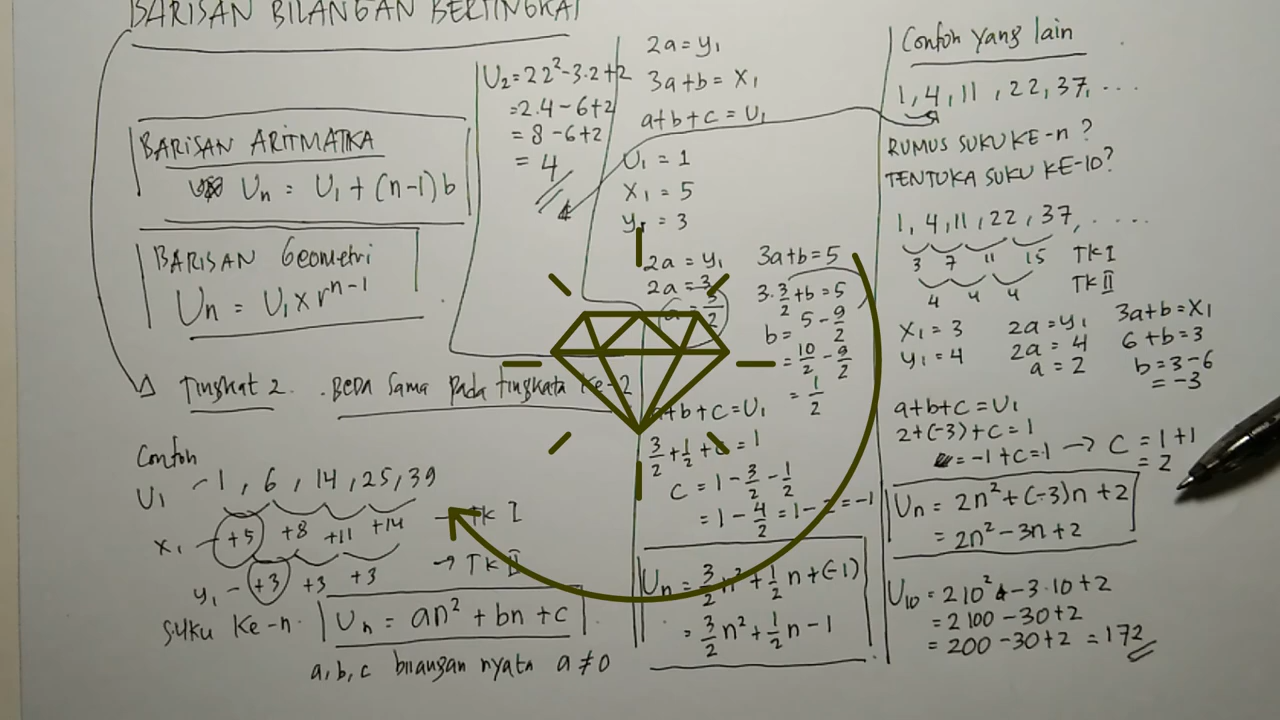 BARISAN BILANGAN BERTINGKAT
BARISAN ARITMATKA
Un = U1 + (n-1)b
BARISAN Geometri
Un = U1 x r^n-1
Tingkat 2. . Beda Sama Pada tingkata Ke-2
Contoh
U1 - 1, 6, 14, 25, 39
x1 - +5 +8 +11 +14 → tk I
y1 - +3 +3 +3 → Tk II
Suku Ke-n. Un = an² + bn + c
a, b, c bilangan nyata a ≠ 0
U2 = 2 2² - 3.2 + 2
= 2.4 - 6 + 2
= 8 - 6 + 2
= 4
2a = y1
3a + b = x1
a + b + c = U1
U1 = 1
x1 = 5
y1 = 3
2a = y1
2a = 3
3a + b = 5
3. 3/2 + b = 5
b = 5 - 9/2
= 10/2 - 9/2
= 1/2
a + b + c = U1
3/2 + 1/2 + c = 1
c = 1 - 3/2 - 1/2
= 1 - 4/2 = 1 - 2 = -1
Un = 3/2 n² + 1/2 n + (-1)
= 3/2 n² + 1/2 n - 1
Contoh yang lain
1, 4, 11, 22, 37, ...
RUMUS SUKU KE-n ?
TENTUKA SUKU KE-10?
1, 4, 11, 22, 37, ....
3 7 11 15 TK I
4 4 4 TK II
x1 = 3
y1 = 4
2a = y1
2a = 4
a = 2
3a + b = x1
6 + b = 3
b = 3 - 6
= -3
a + b + c = U1
2 + (-3) + c = 1
= -1 + c = 1 → c = 1 + 1
= 2
Un = 2n² + (-3)n + 2
= 2n² - 3n + 2
U10 = 2 10² - 3.10 + 2
= 2 100 - 30 + 2
= 200 - 30 + 2 = 172